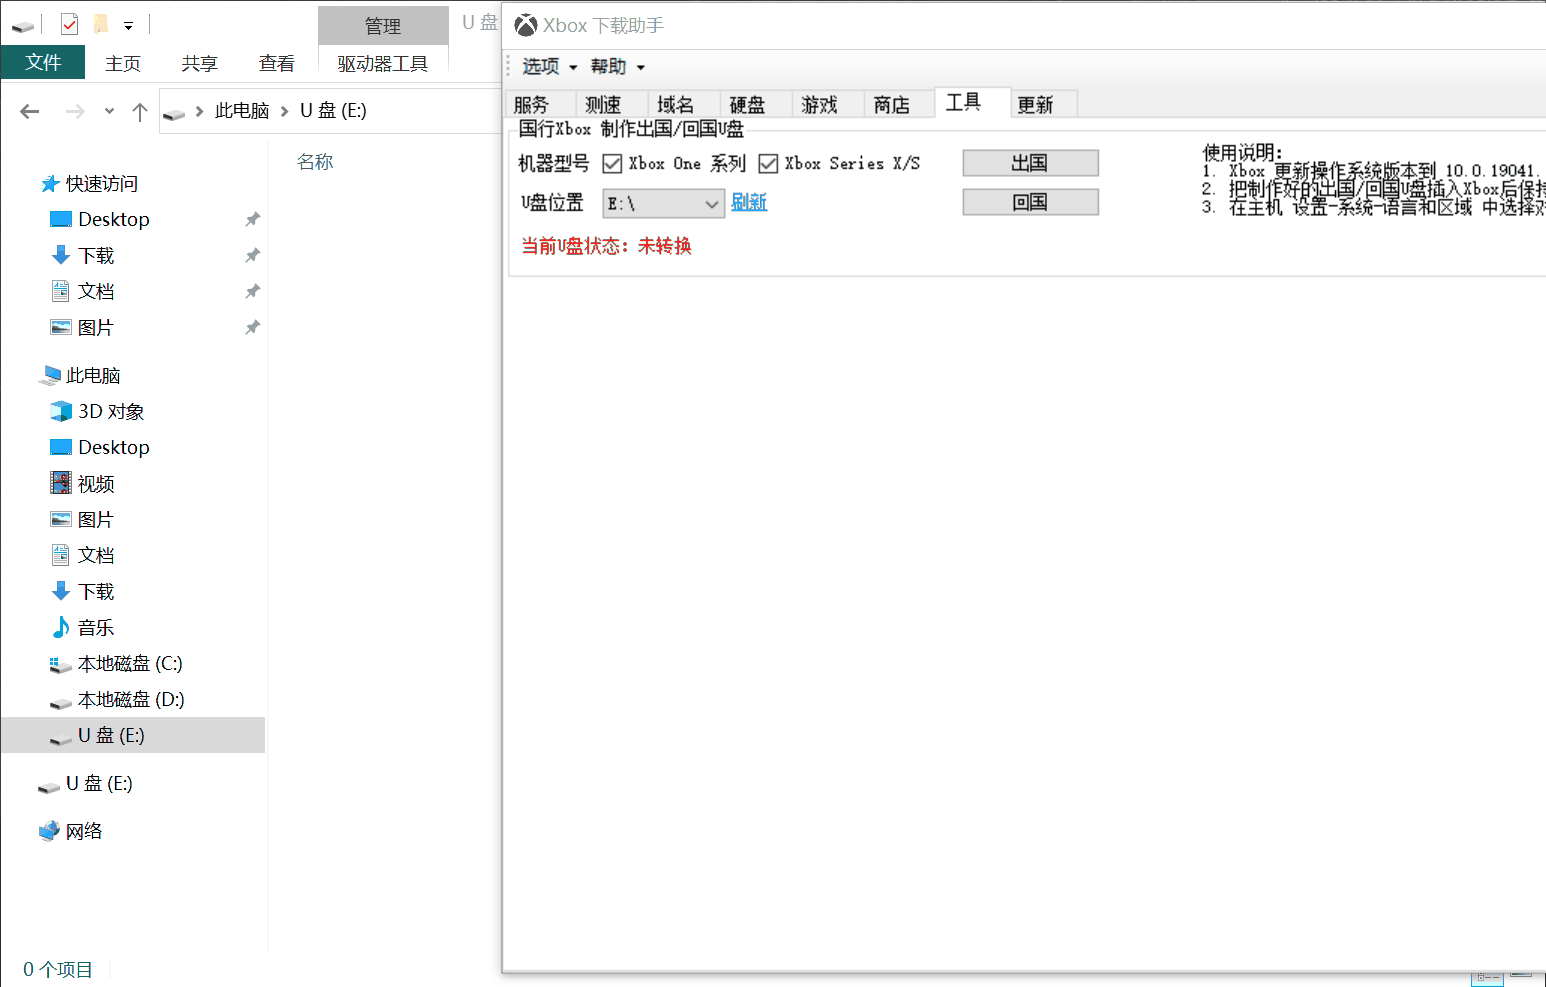 管理
U 盘
文件
主页
共享
查看
驱动器工具
此电脑
U 盘 (E:)
名称
快速访问
Desktop
下载
文档
图片
此电脑
3D 对象
Desktop
视频
图片
文档
下载
音乐
本地磁盘 (C:)
本地磁盘 (D:)
U 盘 (E:)
U 盘 (E:)
网络
0 个项目
Xbox 下载助手
选项
帮助
服务
测速
域名
硬盘
游戏
商店
工具
更新
国行Xbox 制作出国/回国U盘
机器型号
Xbox One 系列
Xbox Series X/S
出国
U盘位置
E:\
刷新
回国
当前U盘状态：未转换
使用说明：
1. Xbox 更新操作系统版本到 10.0.19041.
2. 把制作好的出国/回国U盘插入Xbox后保持
3. 在主机 设置-系统-语言和区域 中选择对